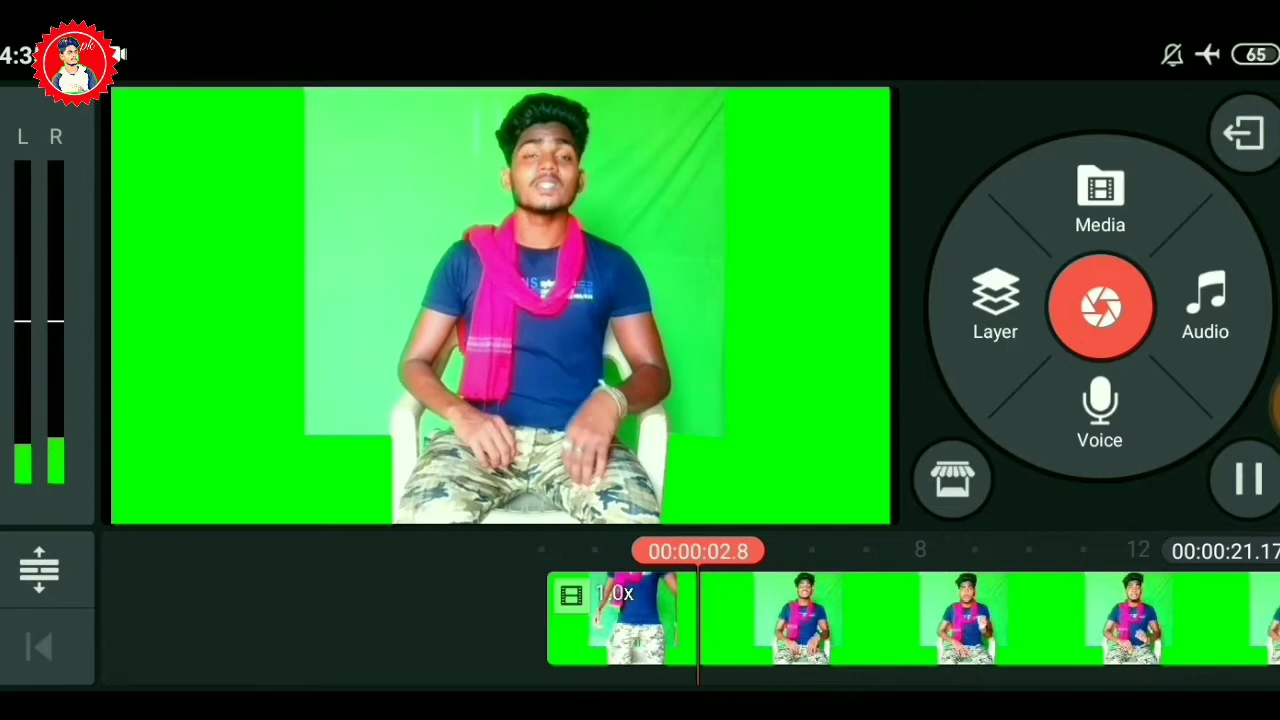 4:3
pk
65
L R
Media
Layer
Audio
Voice
00:00:02.8
8
12
00:00:21.17
1.0x